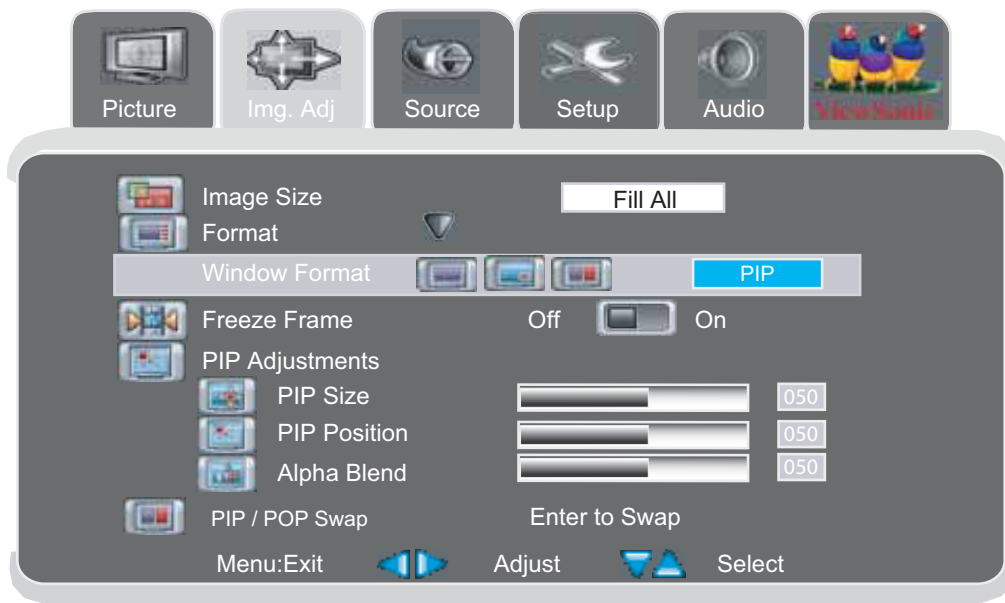 Picture
Img. Adj
Source
Setup
Audio
ViewSonic
Image Size Fill All
Format
Window Format PIP
Freeze Frame Off On
PIP Adjustments
PIP Size 050
PIP Position 050
Alpha Blend 050
PIP / POP Swap Enter to Swap
Menu:Exit Adjust Select